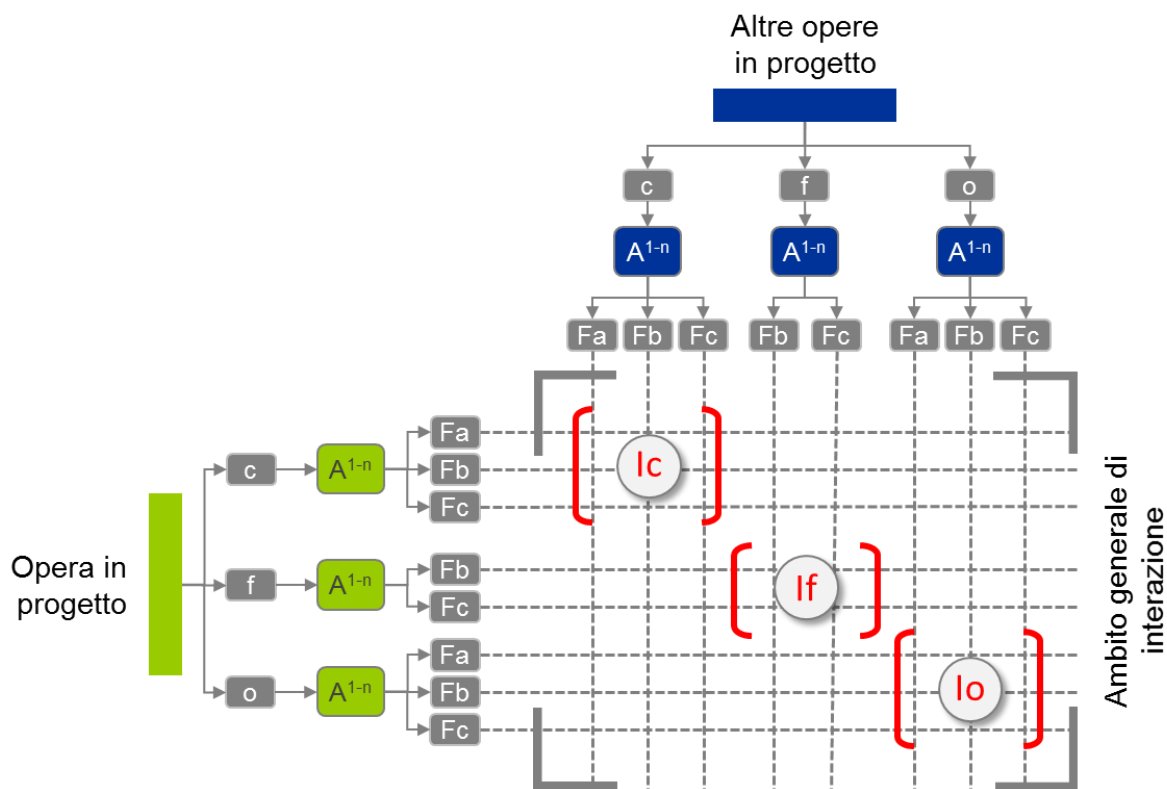 Altre opere
in progetto
c f o
A¹⁻ⁿ A¹⁻ⁿ A¹⁻ⁿ
Fa Fb Fc Fb Fc Fa Fb Fc
Fa
c A¹⁻ⁿ Fb
Ic
Fc
Opera in
progetto
f A¹⁻ⁿ
Fb
Fc
If
Fa
o A¹⁻ⁿ Fb
Io
Fc
Ambito generale di
interazione